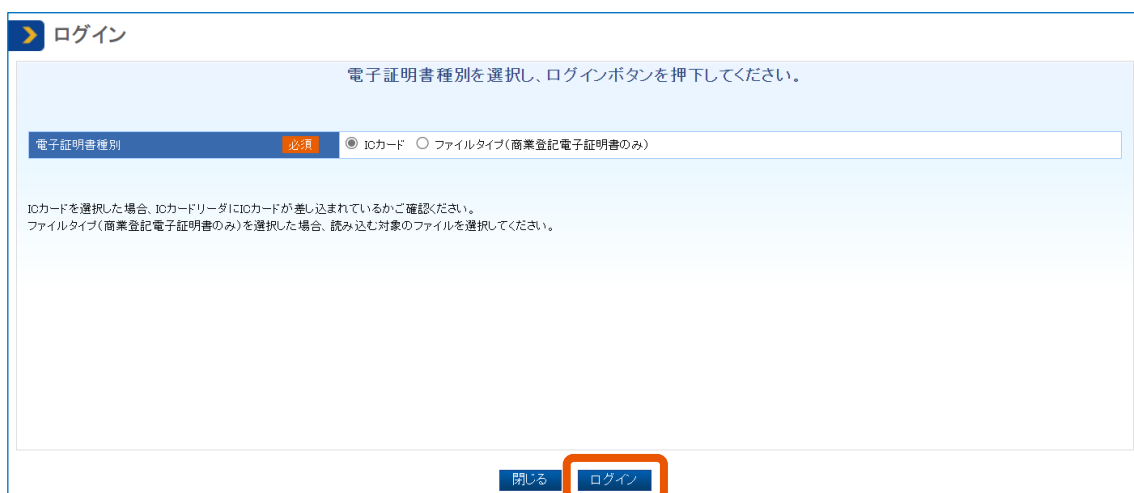 ログイン
電子証明書種別を選択し、ログインボタンを押下してください。
電子証明書種別 必須 ICカード ファイルタイプ(商業登記電子証明書のみ)
ICカードを選択した場合、ICカードリーダにICカードが差し込まれているかご確認ください。
ファイルタイプ(商業登記電子証明書のみ)を選択した場合、読み込む対象のファイルを選択してください。
閉じる ログイン